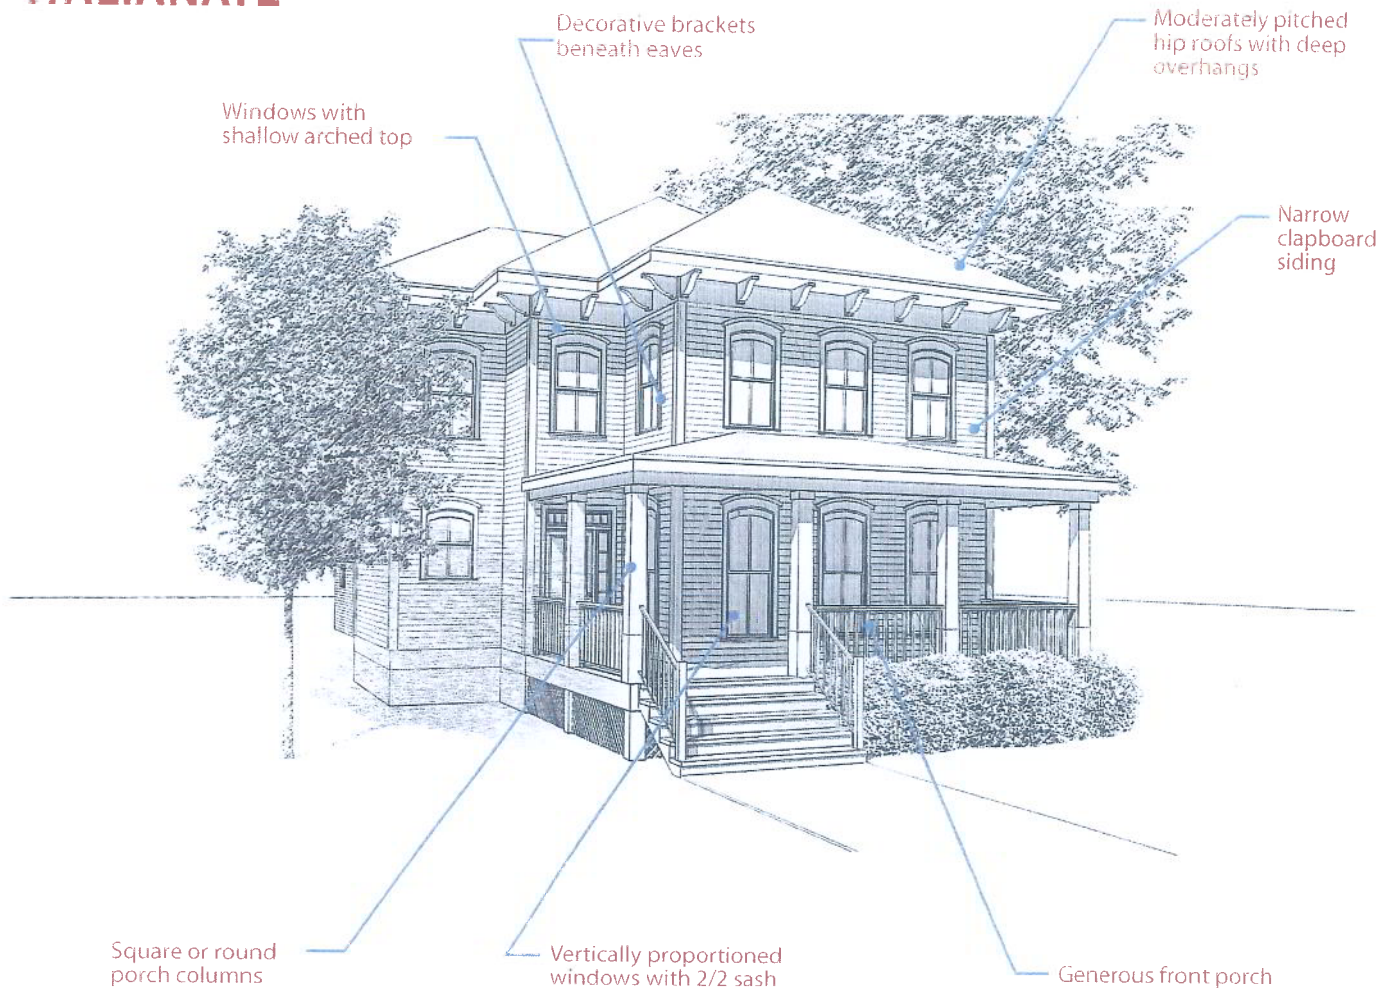 ITALIANATE
Decorative brackets
beneath eaves
Moderately pitched
hip roofs with deep
overhangs
Windows with
shallow arched top
Narrow
clapboard
siding
Square or round
porch columns
Vertically proportioned
windows with 2/2 sash
Generous front porch